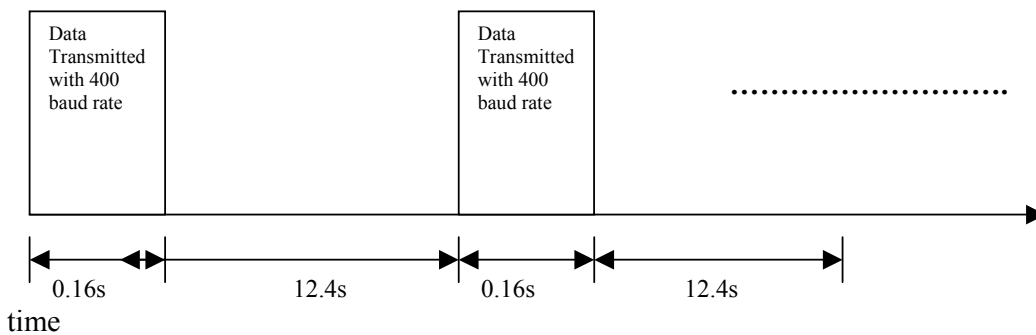 Data
Transmitted
with 400
baud rate
Data
Transmitted
with 400
baud rate
0.16s 12.4s 0.16s 12.4s
time